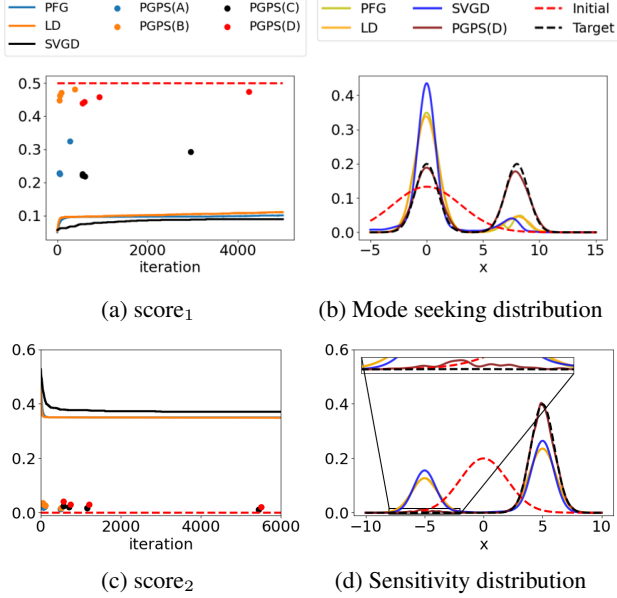 PFG PGPS(A) PGPS(C)
LD PGPS(B) PGPS(D)
SVGD
PFG SVGD Initial
LD PGPS(D) Target
0.5
0.4
0.3
0.2
0.1
0 2000 4000
iteration
(a) score₁
0.4
0.3
0.2
0.1
0.0
-5 0 5 10 15
x
(b) Mode seeking distribution
0.6
0.4
0.2
0.0
0 2000 4000 6000
iteration
(c) score₂
0.6
0.4
0.2
0.0
−10 −5 0 5 10
x
(d) Sensitivity distribution